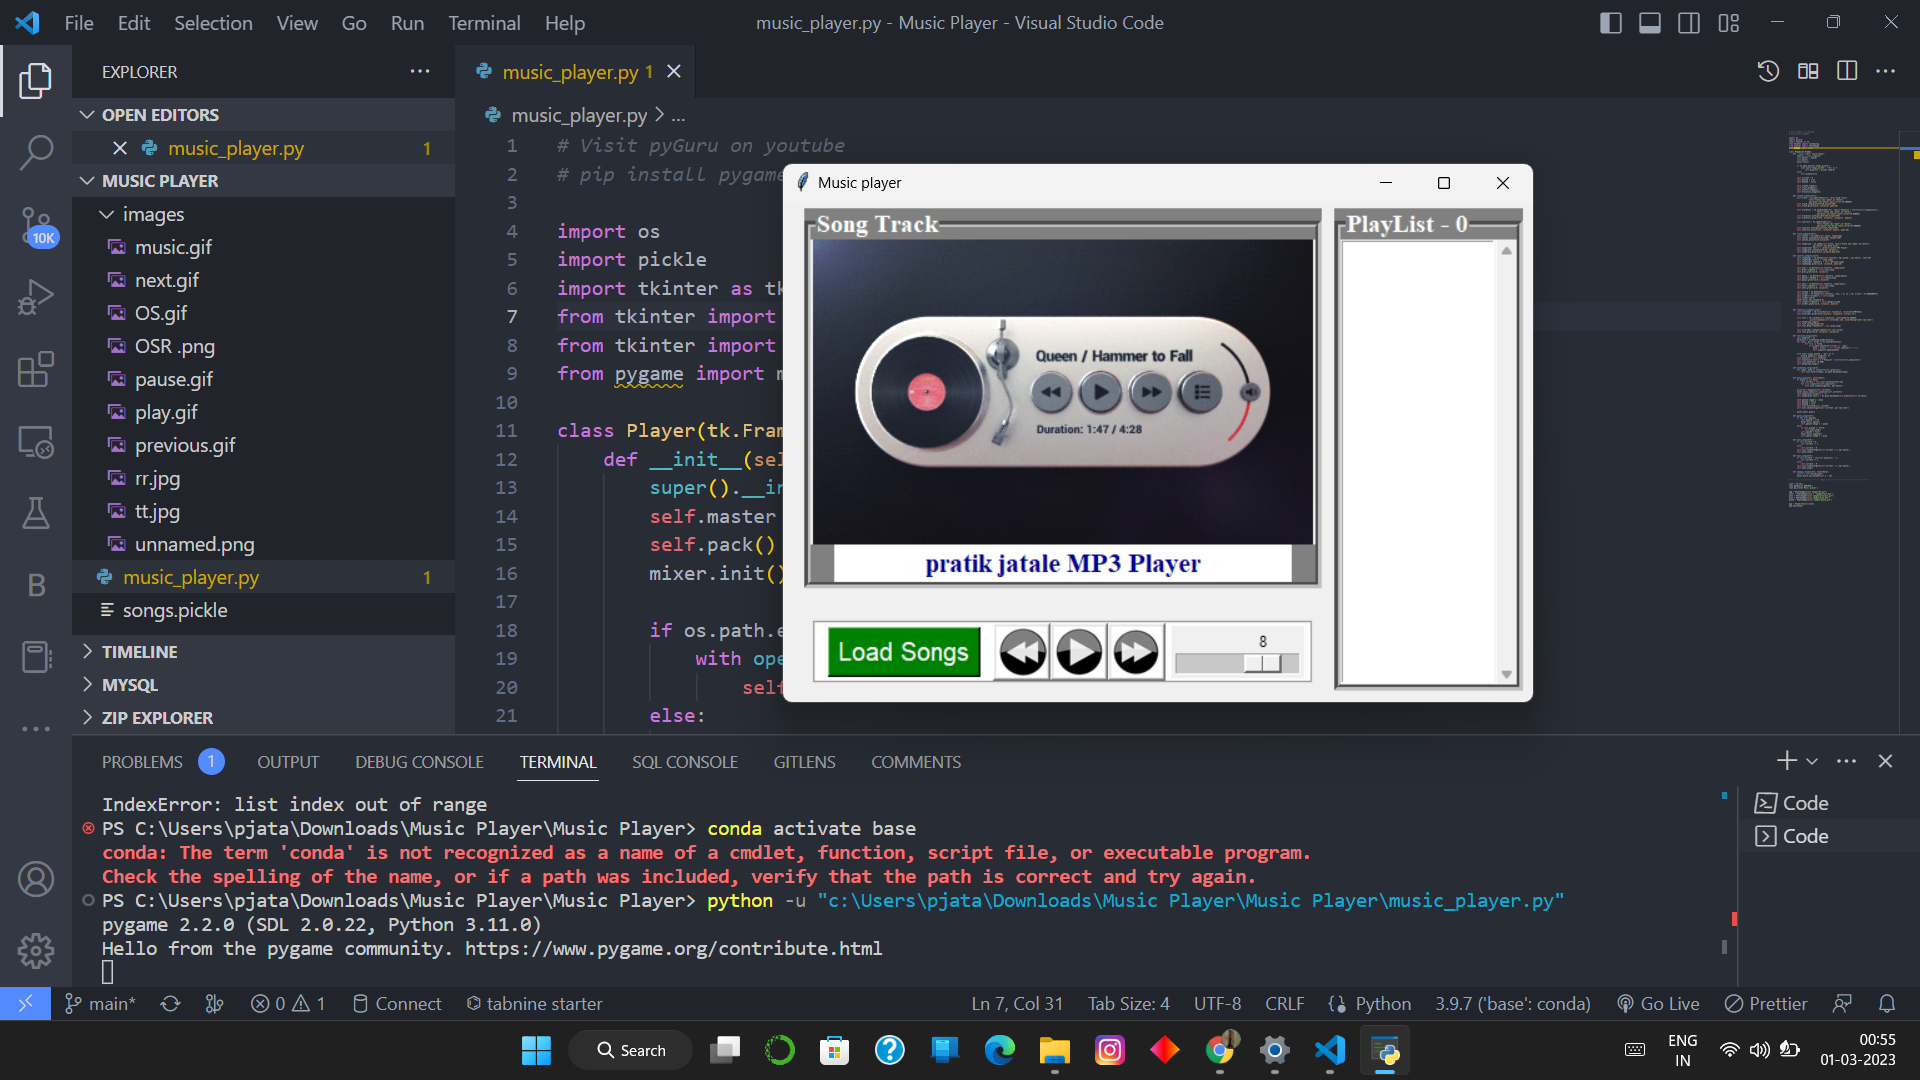 File Edit Selection View Go Run Terminal Help
music_player.py - Music Player - Visual Studio Code
EXPLORER
OPEN EDITORS
music_player.py 1
MUSIC PLAYER
images
music.gif
next.gif
OS.gif
OSR .png
pause.gif
play.gif
previous.gif
rr.jpg
tt.jpg
unnamed.png
music_player.py 1
songs.pickle
TIMELINE
MYSQL
ZIP EXPLORER
10K
music_player.py 1
music_player.py > ...
1 # Visit pyGuru on youtube
2 # pip install pygame
3
4 import os
5 import pickle
6 import tkinter as tk
7 from tkinter import
8 from tkinter import
9 from pygame import m
10
11 class Player(tk.Fram
12 def __init__(sel
13 super().__in
14 self.master
15 self.pack()
16 mixer.init()
17
18 if os.path.e
19 with ope
20 self
21 else:
Music player
Song Track
Queen / Hammer to Fall
Duration: 1:47 / 4:28
pratik jatale MP3 Player
Load Songs
8
PlayList - 0
PROBLEMS 1 OUTPUT DEBUG CONSOLE TERMINAL SQL CONSOLE GITLENS COMMENTS
IndexError: list index out of range
PS C:\Users\pjata\Downloads\Music Player\Music Player> conda activate base
conda: The term 'conda' is not recognized as a name of a cmdlet, function, script file, or executable program.
Check the spelling of the name, or if a path was included, verify that the path is correct and try again.
PS C:\Users\pjata\Downloads\Music Player\Music Player> python -u "c:\Users\pjata\Downloads\Music Player\Music Player\music_player.py"
pygame 2.2.0 (SDL 2.0.22, Python 3.11.0)
Hello from the pygame community. https://www.pygame.org/contribute.html
Code
Code
main* 0 1 Connect tabnine starter Ln 7, Col 31 Tab Size: 4 UTF-8 CRLF Python 3.9.7 ('base': conda) Go Live Prettier
Search
ENG
IN
00:55
01-03-2023